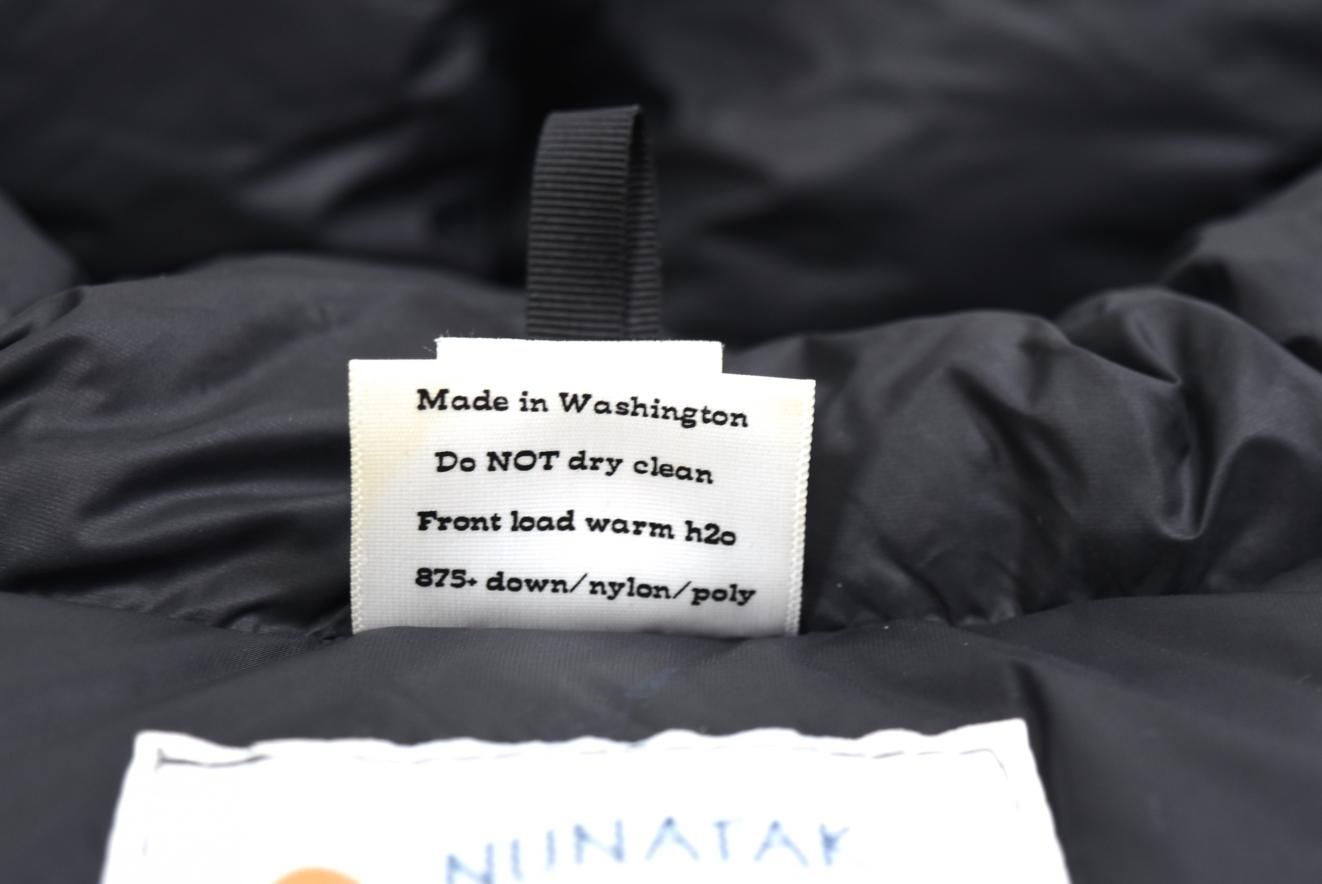 Made in Washington
Do NOT dry clean
Front load warm h2o
875+ down/nylon/poly
NUNATAK